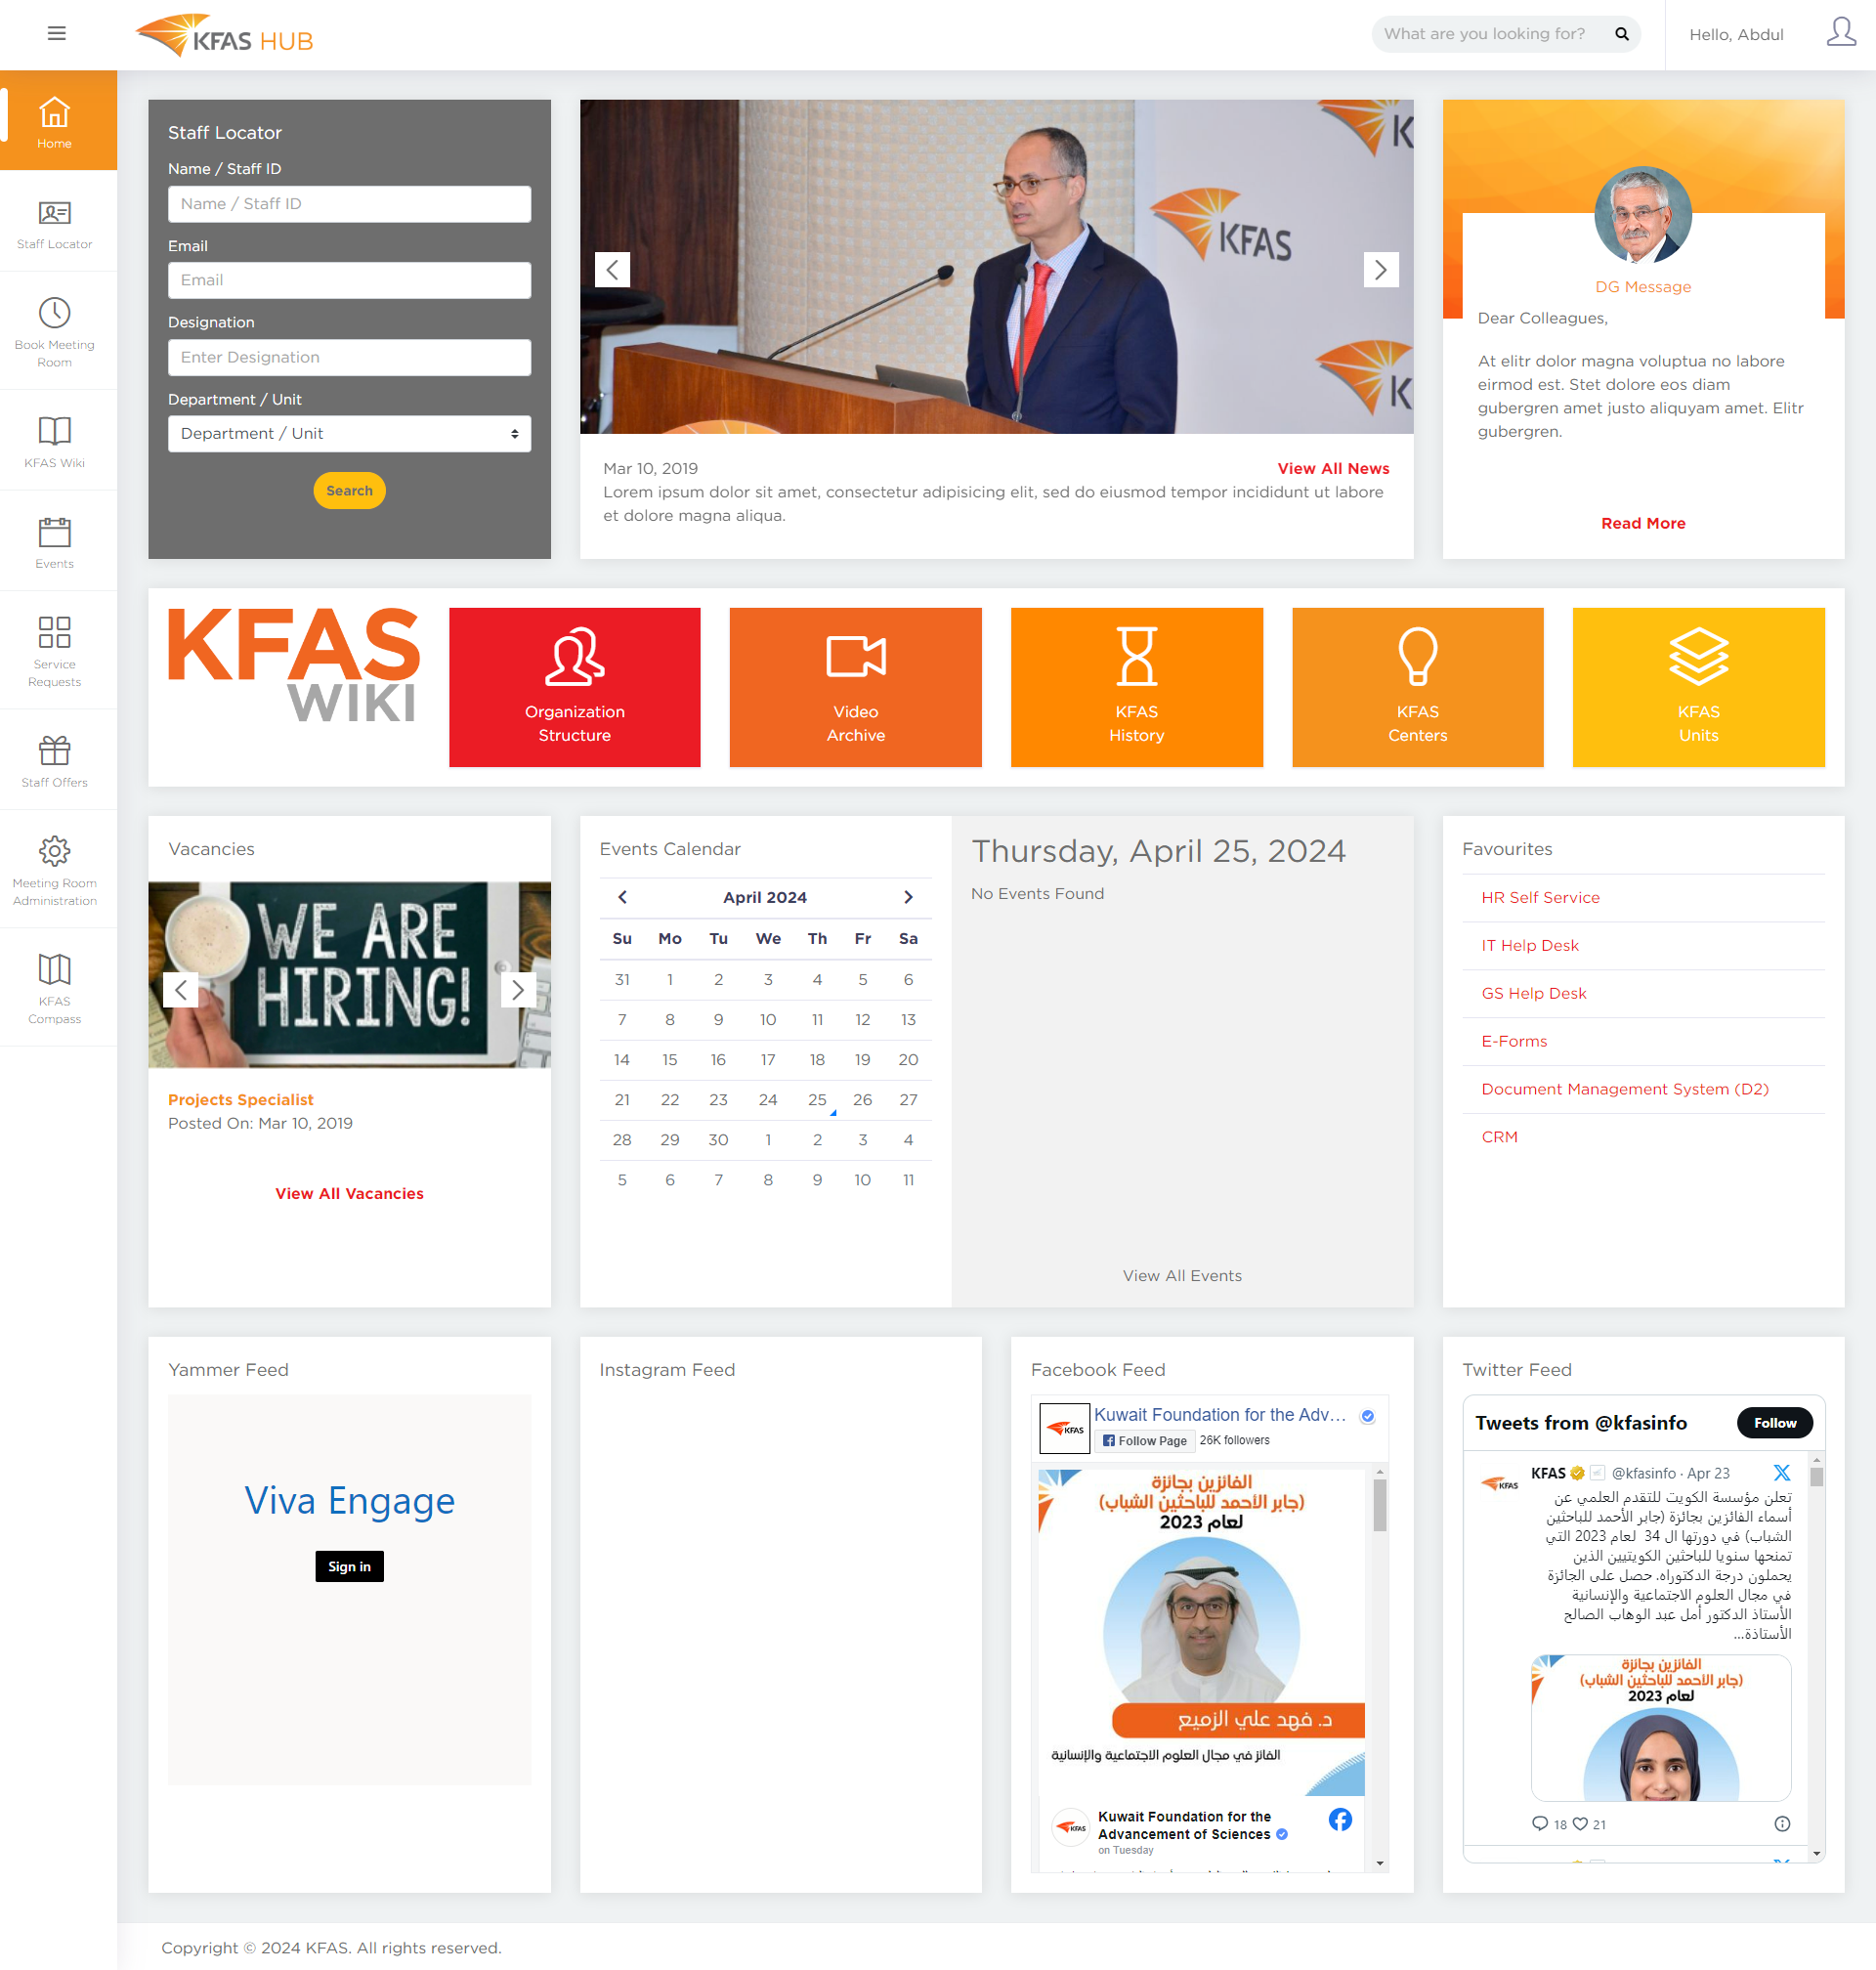 KFAS HUB
What are you looking for?
Hello, Abdul
Home
Staff Locator
Book Meeting
Room
KFAS Wiki
Events
Service
Requests
Staff Offers
Meeting Room
Administration
KFAS
Compass
Staff Locator
Name / Staff ID
Name / Staff ID
Email
Email
Designation
Enter Designation
Department / Unit
Department / Unit
Search
KFAS
Mar 10, 2019
View All News
Lorem ipsum dolor sit amet, consectetur adipisicing elit, sed do eiusmod tempor incididunt ut labore
et dolore magna aliqua.
DG Message
Dear Colleagues,
At elitr dolor magna voluptua no labore
eirmod est. Stet dolore eos diam
gubergren amet justo aliquyam amet. Elitr
gubergren.
Read More
KFAS
WIKI
Organization
Structure
Video
Archive
KFAS
History
KFAS
Centers
KFAS
Units
Vacancies
WE ARE
HIRING!
Projects Specialist
Posted On: Mar 10, 2019
View All Vacancies
Events Calendar
April 2024
Su Mo Tu We Th Fr Sa
31 1 2 3 4 5 6
7 8 9 10 11 12 13
14 15 16 17 18 19 20
21 22 23 24 25 26 27
28 29 30 1 2 3 4
5 6 7 8 9 10 11
Thursday, April 25, 2024
No Events Found
View All Events
Favourites
HR Self Service
IT Help Desk
GS Help Desk
E-Forms
Document Management System (D2)
CRM
Yammer Feed
Viva Engage
Sign in
Instagram Feed
Facebook Feed
KFAS
Kuwait Foundation for the Adv...
Follow Page
26K followers
الفائزين بجائزة
(جابر الأحمد للباحثين الشباب)
لعام 2023
د. فهد علي الزميع
الفائز في مجال العلوم الاجتماعية والإنسانية
KFAS
Kuwait Foundation for the
Advancement of Sciences
on Tuesday
Twitter Feed
Tweets from @kfasinfo
Follow
KFAS
KFAS @kfasinfo · Apr 23
تعلن مؤسسة الكويت للتقدم العلمي عن
أسماء الفائزين بجائزة (جابر الأحمد للباحثين
الشباب) في دورتها ال 34 لعام 2023 التي
تمنحها سنويا للباحثين الكويتيين الذين
يحملون درجة الدكتوراه. حصل على الجائزة
في مجال العلوم الاجتماعية والإنسانية
الأستاذ الدكتور أمل عبد الوهاب الصالح
الأستاذة...
الفائزين بجائزة
(جابر الأحمد للباحثين الشباب)
لعام 2023
18 21
Copyright © 2024 KFAS. All rights reserved.